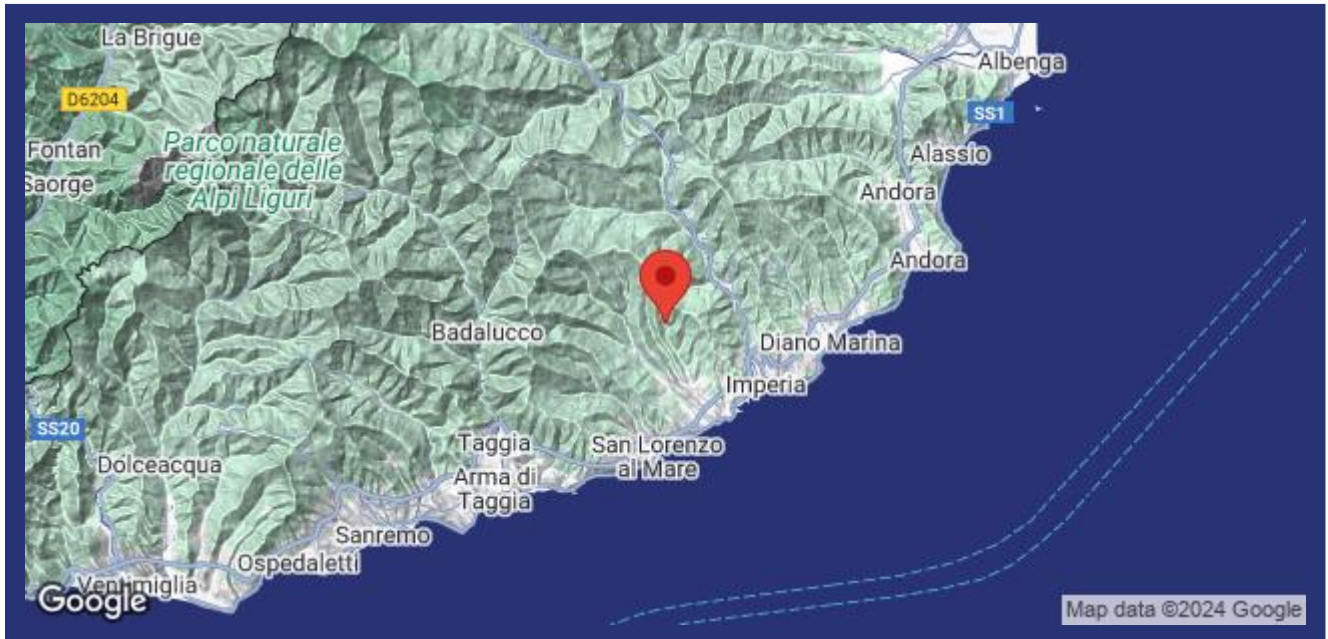 La Brigue
Albenga
D6204
SS1
Parco naturale
regionale delle
Alpi Liguri
Fontan
Saorge
Alassio
Andora
Andora
Badalucco
Diano Marina
Imperia
SS20
Taggia
San Lorenzo
al Mare
Dolceacqua
Arma di
Taggia
Sanremo
Ospedaletti
Ventimiglia
Google
Map data ©2024 Google